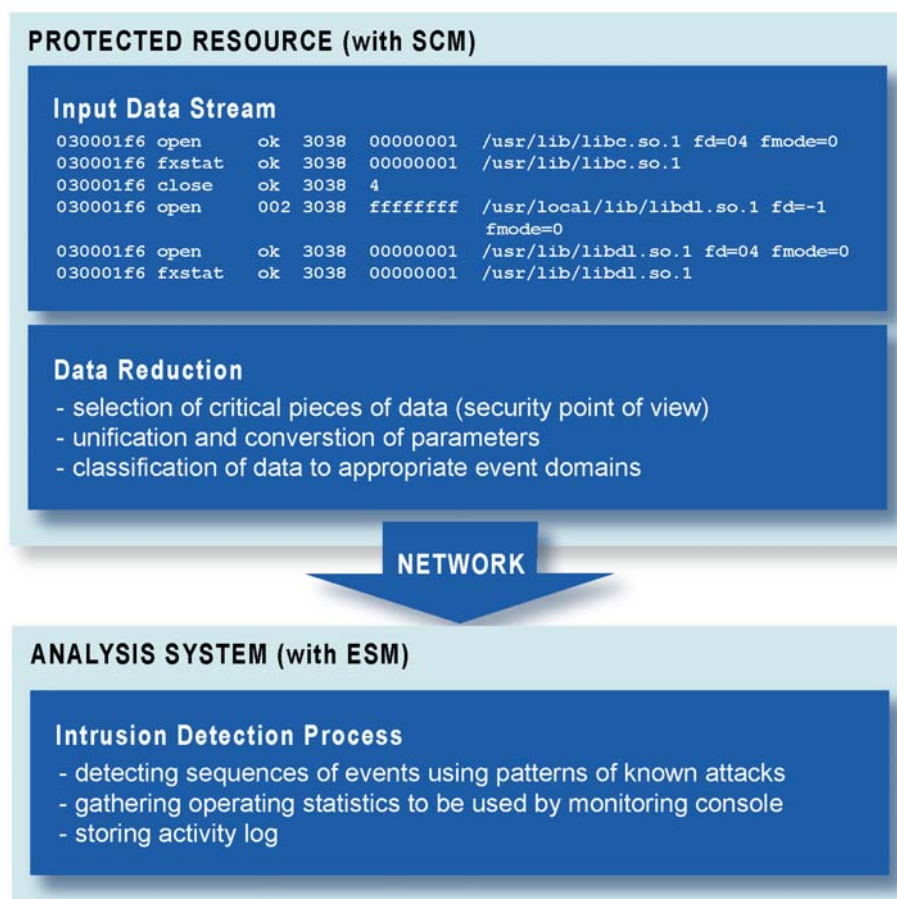 PROTECTED RESOURCE (with SCM)
Input Data Stream
030001f6 open ok 3038 00000001 /usr/lib/libc.so.1 fd=04 fmode=0
030001f6 fxstat ok 3038 00000001 /usr/lib/libc.so.1
030001f6 close ok 3038 4
030001f6 open 002 3038 ffffffff /usr/local/lib/libdl.so.1 fd=-1
fmode=0
030001f6 open ok 3038 00000001 /usr/lib/libdl.so.1 fd=04 fmode=0
030001f6 fxstat ok 3038 00000001 /usr/lib/libdl.so.1
Data Reduction
- selection of critical pieces of data (security point of view)
- unification and converstion of parameters
- classification of data to appropriate event domains
NETWORK
ANALYSIS SYSTEM (with ESM)
Intrusion Detection Process
- detecting sequences of events using patterns of known attacks
- gathering operating statistics to be used by monitoring console
- storing activity log